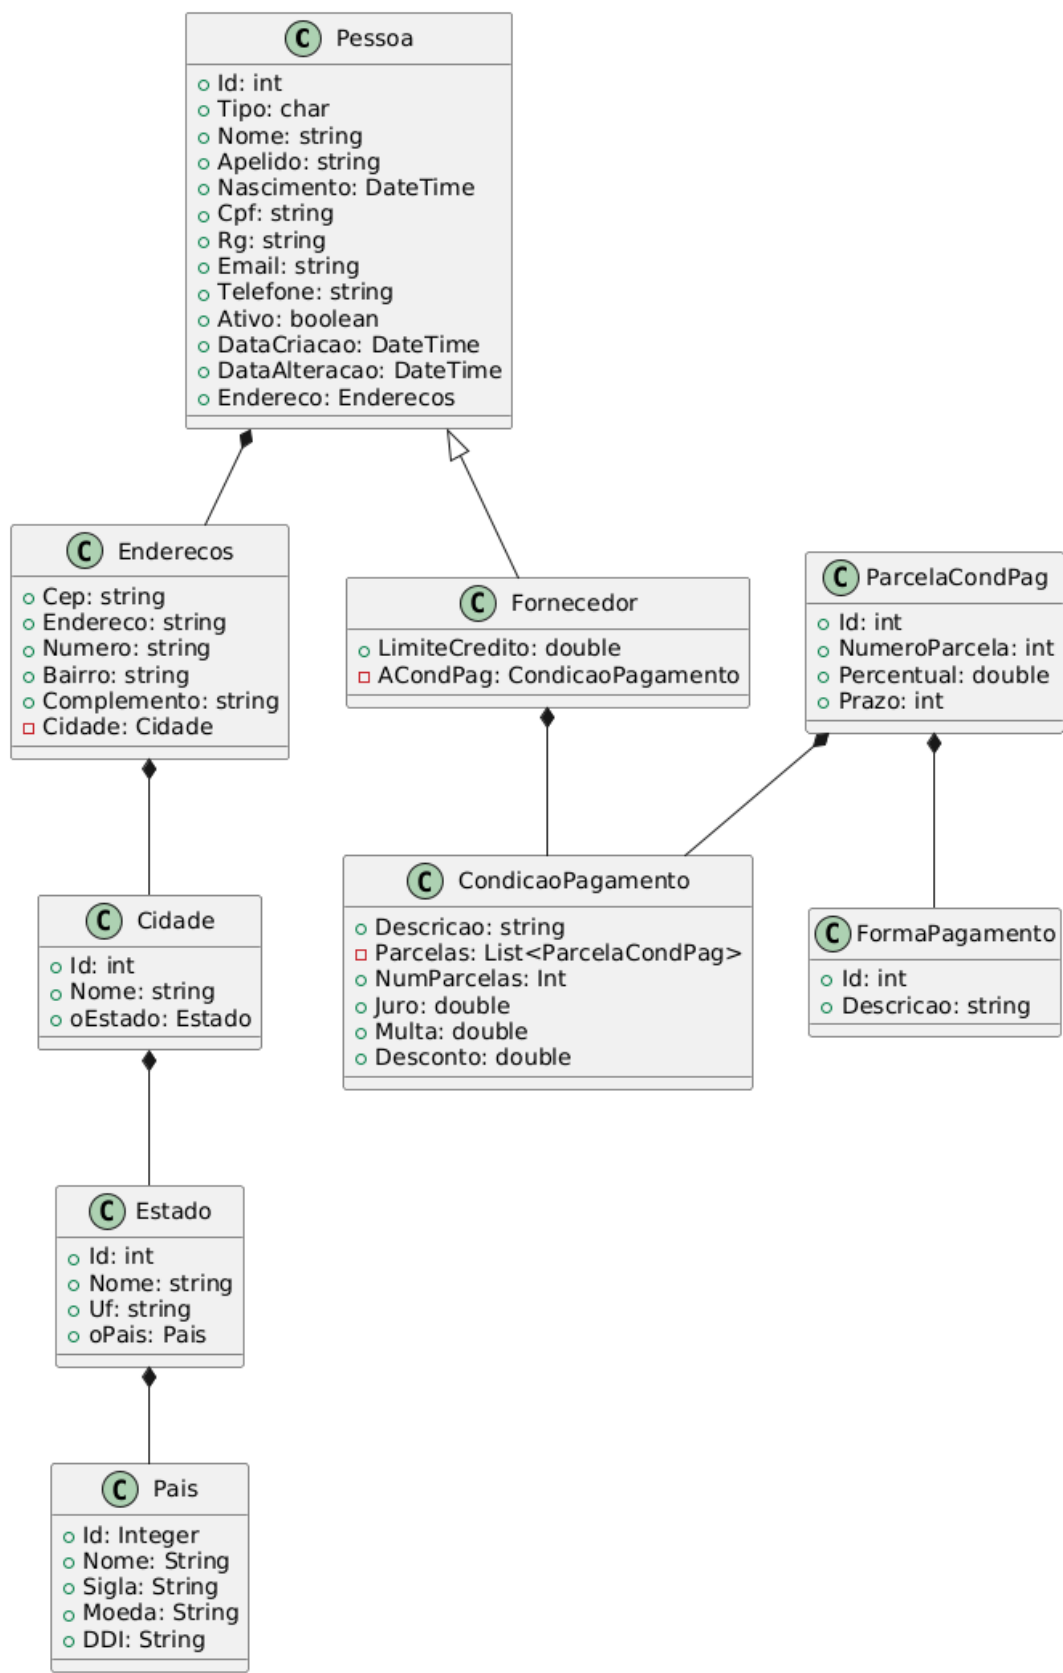 C Pessoa
Id: int
Tipo: char
Nome: string
Apelido: string
Nascimento: DateTime
Cpf: string
Rg: string
Email: string
Telefone: string
Ativo: boolean
DataCriacao: DateTime
DataAlteracao: DateTime
Endereco: Enderecos
C Enderecos
Cep: string
Endereco: string
Numero: string
Bairro: string
Complemento: string
Cidade: Cidade
C Fornecedor
LimiteCredito: double
ACondPag: CondicaoPagamento
C ParcelaCondPag
Id: int
NumeroParcela: int
Percentual: double
Prazo: int
C Cidade
Id: int
Nome: string
oEstado: Estado
C CondicaoPagamento
Descricao: string
Parcelas: List<ParcelaCondPag>
NumParcelas: Int
Juro: double
Multa: double
Desconto: double
C FormaPagamento
Id: int
Descricao: string
C Estado
Id: int
Nome: string
Uf: string
oPais: Pais
C Pais
Id: Integer
Nome: String
Sigla: String
Moeda: String
DDI: String